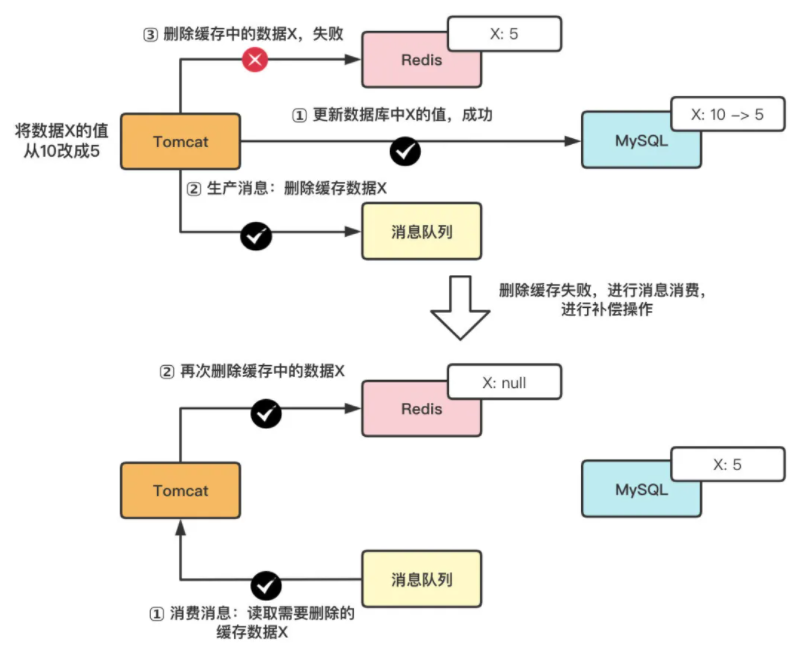 ③ 删除缓存中的数据X，失败
X: 5
Redis
① 更新数据库中X的值，成功
X: 10 -> 5
将数据X的值
从10改成5
Tomcat
MySQL
② 生产消息：删除缓存数据X
消息队列
删除缓存失败，进行消息消费，
进行补偿操作
② 再次删除缓存中的数据X
X: null
Redis
X: 5
Tomcat
MySQL
消息队列
① 消费消息：读取需要删除的
缓存数据X